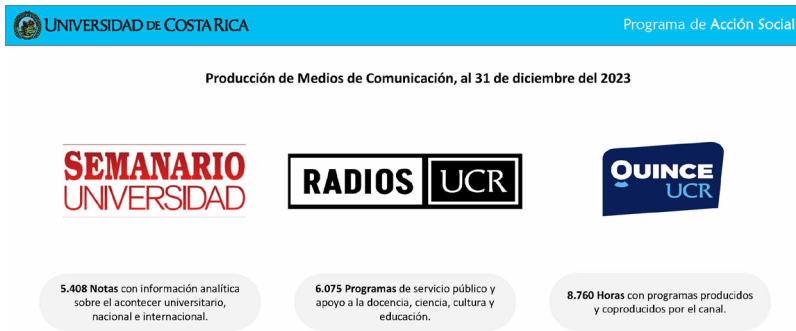 UNIVERSIDAD DE COSTA RICA
Programa de Acción Social
Producción de Medios de Comunicación, al 31 de diciembre del 2023
SEMANARIO
UNIVERSIDAD
RADIOS UCR
QUINCE
UCR
5.408 Notas con información analítica
sobre el acontecer universitario,
nacional e internacional.
6.075 Programas de servicio público y
apoyo a la docencia, ciencia, cultura y
educación.
8.760 Horas con programas producidos
y coproducidos por el canal.